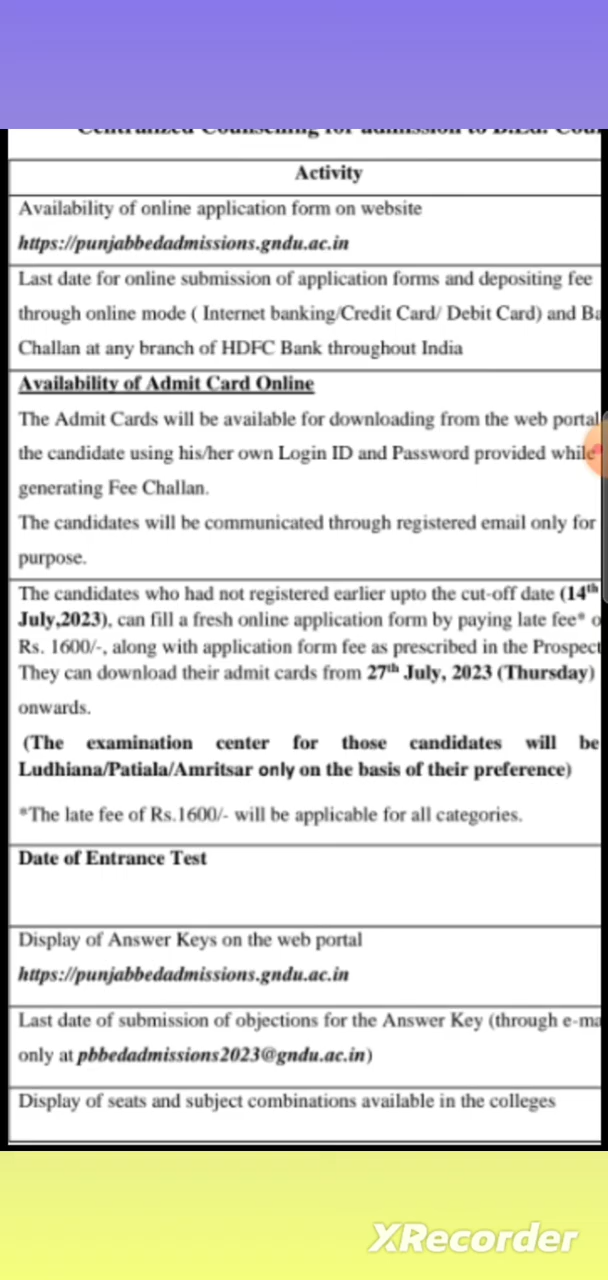 Centralized Counselling for admission to B.Ed. Cou
Activity
Availability of online application form on website
https://punjabbedadmissions.gndu.ac.in
Last date for online submission of application forms and depositing fee
through online mode ( Internet banking/Credit Card/ Debit Card) and Ba
Challan at any branch of HDFC Bank throughout India
Availability of Admit Card Online
The Admit Cards will be available for downloading from the web portal
the candidate using his/her own Login ID and Password provided while
generating Fee Challan.
The candidates will be communicated through registered email only for
purpose.
The candidates who had not registered earlier upto the cut-off date (14th
July,2023), can fill a fresh online application form by paying late fee* o
Rs. 1600/-, along with application form fee as prescribed in the Prospect
They can download their admit cards from 27th July, 2023 (Thursday)
onwards.
(The examination center for those candidates will be
Ludhiana/Patiala/Amritsar only on the basis of their preference)
*The late fee of Rs.1600/- will be applicable for all categories.
Date of Entrance Test
Display of Answer Keys on the web portal
https://punjabbedadmissions.gndu.ac.in
Last date of submission of objections for the Answer Key (through e-ma
only at pbbedadmissions2023@gndu.ac.in)
Display of seats and subject combinations available in the colleges
XRecorder